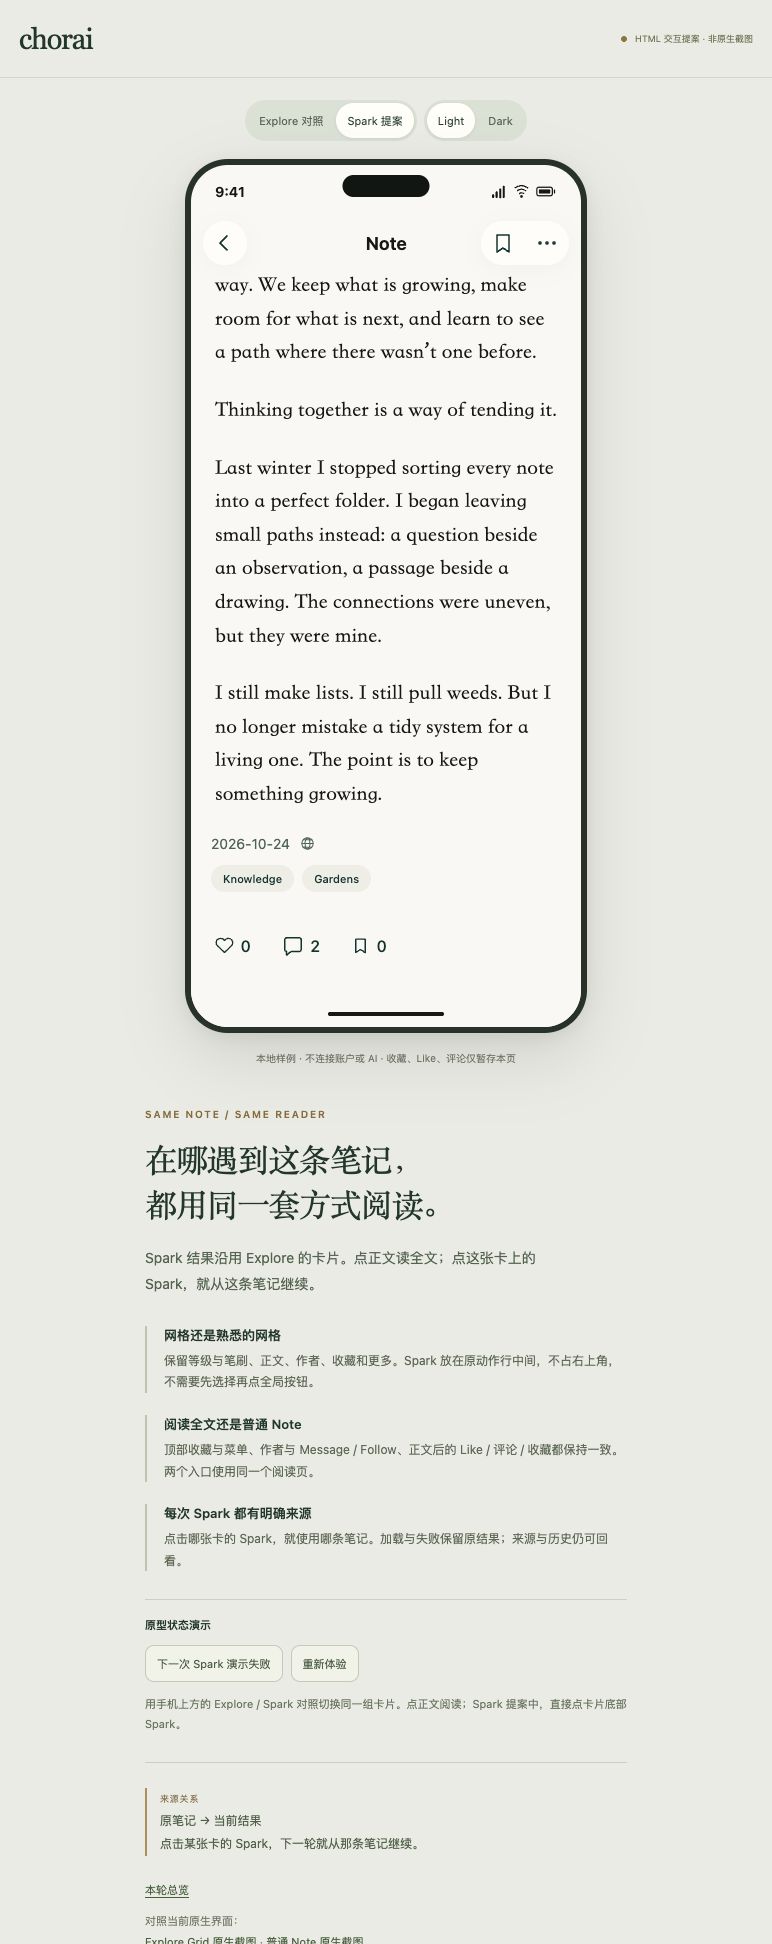 chorai
HTML 交互提案 · 非原生截图
Explore 对照
Spark 提案
Light
Dark
9:41
Note
way. We keep what is growing, make
room for what is next, and learn to see
a path where there wasn’t one before.
Thinking together is a way of tending it.
Last winter I stopped sorting every note
into a perfect folder. I began leaving
small paths instead: a question beside
an observation, a passage beside a
drawing. The connections were uneven,
but they were mine.
I still make lists. I still pull weeds. But I
no longer mistake a tidy system for a
living one. The point is to keep
something growing.
2026-10-24
Knowledge
Gardens
0
2
0
本地样例 · 不连接账户或 AI · 收藏、Like、评论仅暂存本页
SAME NOTE / SAME READER
在哪遇到这条笔记，
都用同一套方式阅读。
Spark 结果沿用 Explore 的卡片。点正文读全文；点这张卡上的
Spark，就从这条笔记继续。
网格还是熟悉的网格
保留等级与笔刷、正文、作者、收藏和更多。Spark 放在原动作行中间，不占右上角，
不需要先选择再点全局按钮。
阅读全文还是普通 Note
顶部收藏与菜单、作者与 Message / Follow、正文后的 Like / 评论 / 收藏都保持一致。
两个入口使用同一个阅读页。
每次 Spark 都有明确来源
点击哪张卡的 Spark，就使用哪条笔记。加载与失败保留原结果；来源与历史仍可回
看。
原型状态演示
下一次 Spark 演示失败
重新体验
用手机上方的 Explore / Spark 对照切换同一组卡片。点正文阅读；Spark 提案中，直接点卡片底部
Spark。
来源关系
原笔记 → 当前结果
点击某张卡的 Spark，下一轮就从那条笔记继续。
本轮总览
对照当前原生界面：
Explore Grid 原生截图 · 普通 Note 原生截图